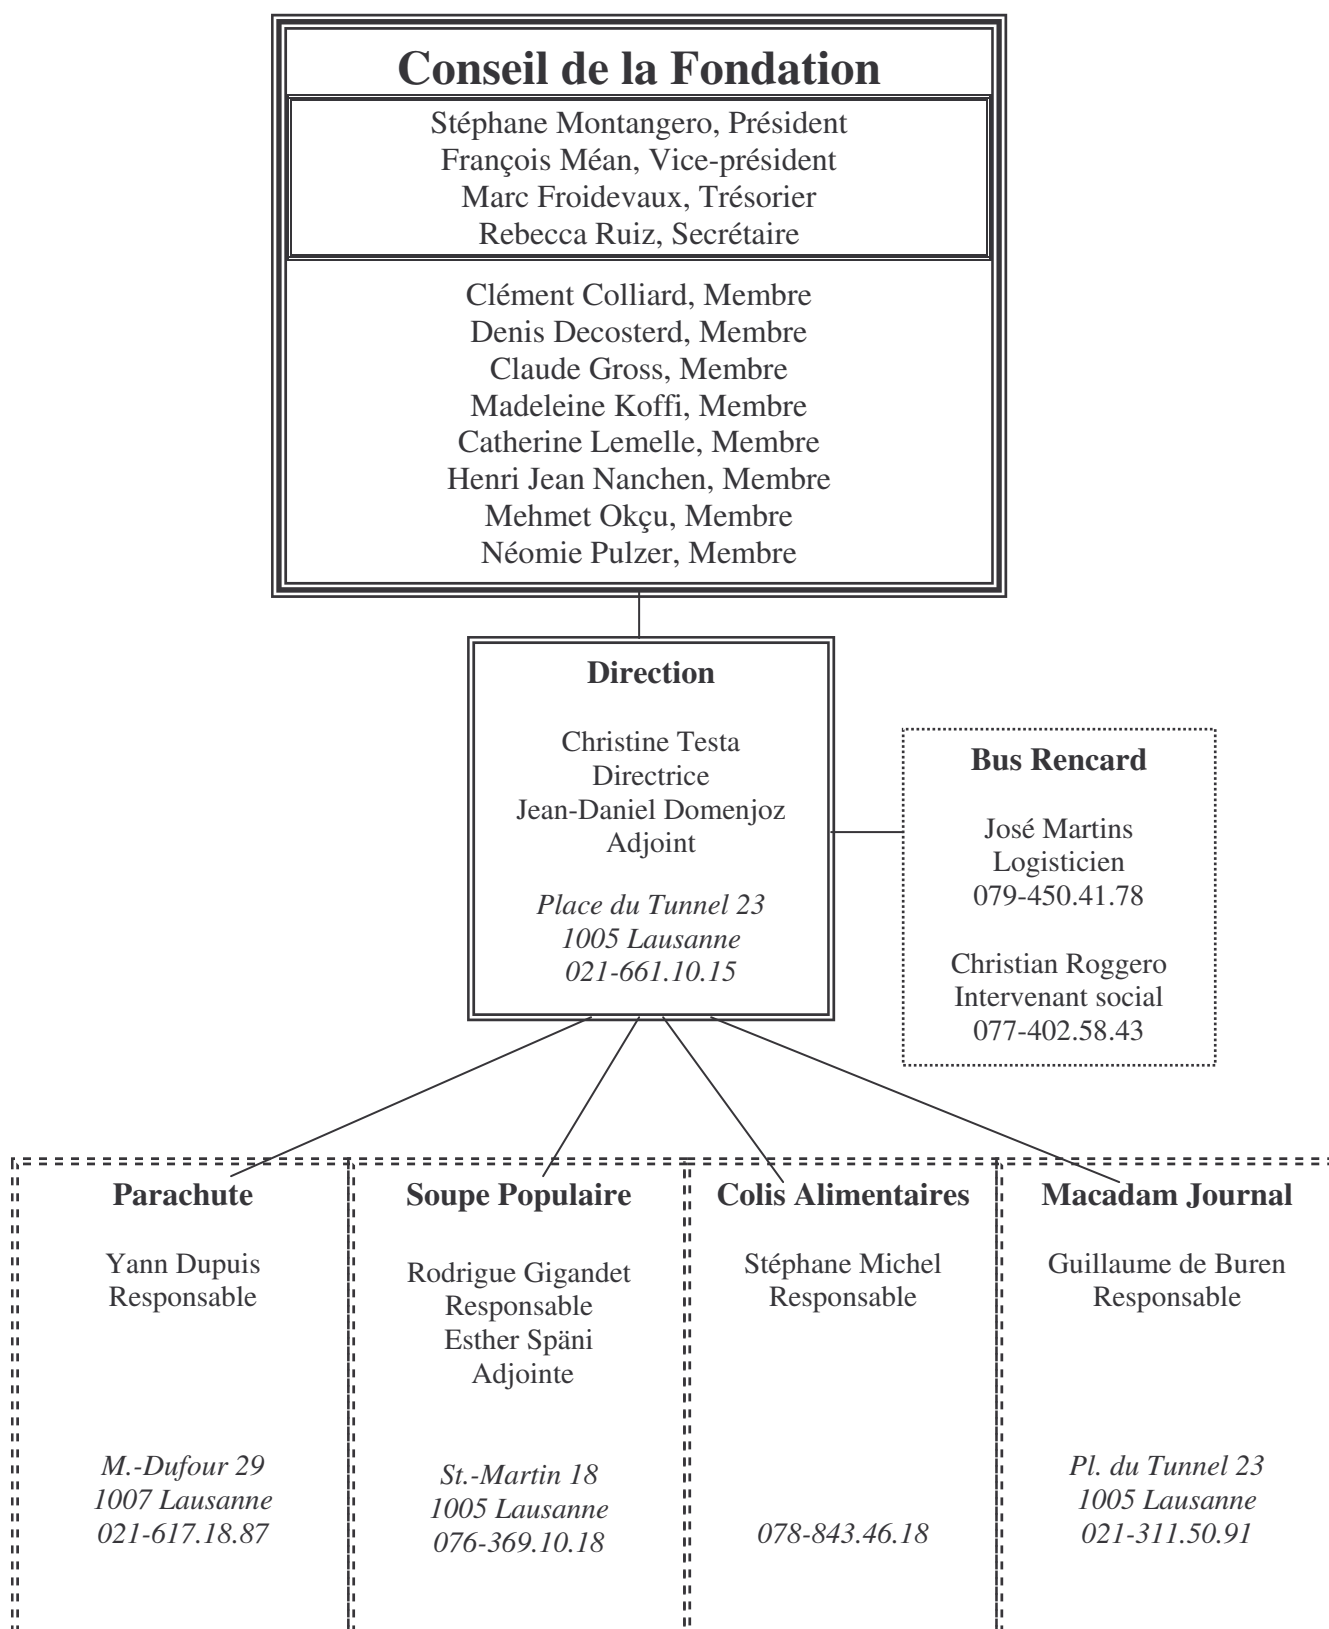 Conseil de la Fondation
Stéphane Montangero, Président
François Méan, Vice-président
Marc Froidevaux, Trésorier
Rebecca Ruiz, Secrétaire
Clément Colliard, Membre
Denis Decosterd, Membre
Claude Gross, Membre
Madeleine Koffi, Membre
Catherine Lemelle, Membre
Henri Jean Nanchen, Membre
Mehmet Okçu, Membre
Néomie Pulzer, Membre
Direction
Christine Testa
Directrice
Jean-Daniel Domenjoz
Adjoint
Place du Tunnel 23
1005 Lausanne
021-661.10.15
Bus Rencard
José Martins
Logisticien
079-450.41.78
Christian Roggero
Intervenant social
077-402.58.43
Parachute
Yann Dupuis
Responsable
M.-Dufour 29
1007 Lausanne
021-617.18.87
Soupe Populaire
Rodrigue Gigandet
Responsable
Esther Späni
Adjointe
St.-Martin 18
1005 Lausanne
076-369.10.18
Colis Alimentaires
Stéphane Michel
Responsable
078-843.46.18
Macadam Journal
Guillaume de Buren
Responsable
Pl. du Tunnel 23
1005 Lausanne
021-311.50.91